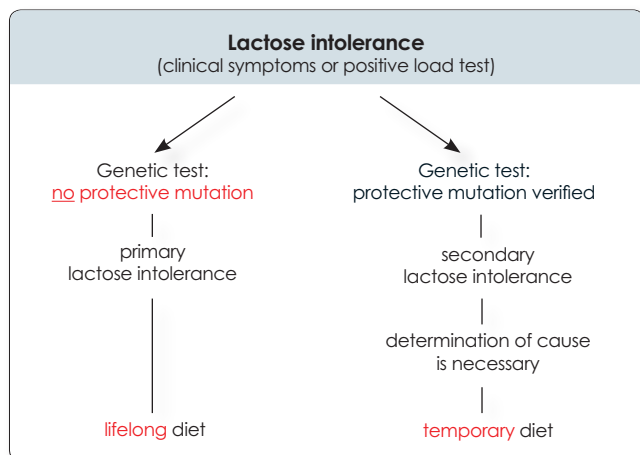 Lactose intolerance
(clinical symptoms or positive load test)
Genetic test:
no protective mutation
primary
lactose intolerance
lifelong diet
Genetic test:
protective mutation verified
secondary
lactose intolerance
determination of cause
is necessary
temporary diet